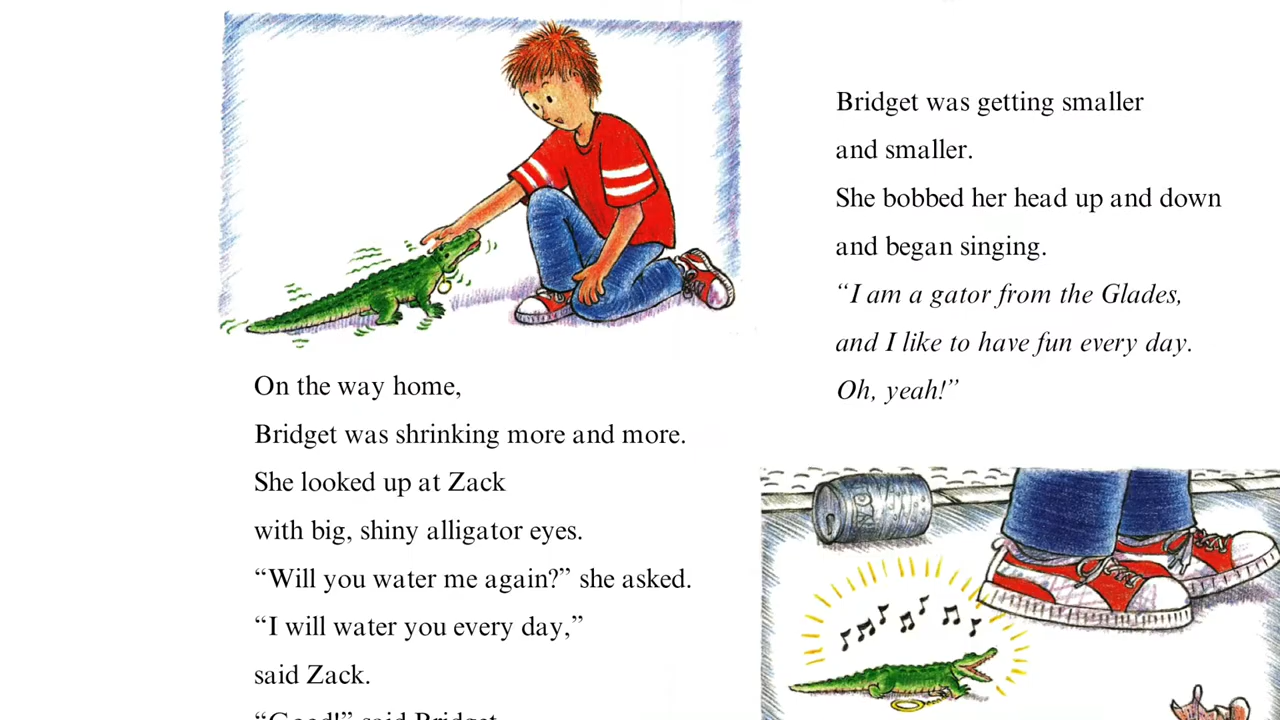 On the way home,
Bridget was shrinking more and more.
She looked up at Zack
with big, shiny alligator eyes.
“Will you water me again?” she asked.
“I will water you every day,”
said Zack.
“Good!” said Bridget.
Bridget was getting smaller
and smaller.
She bobbed her head up and down
and began singing.
“I am a gator from the Glades,
and I like to have fun every day.
Oh, yeah!”